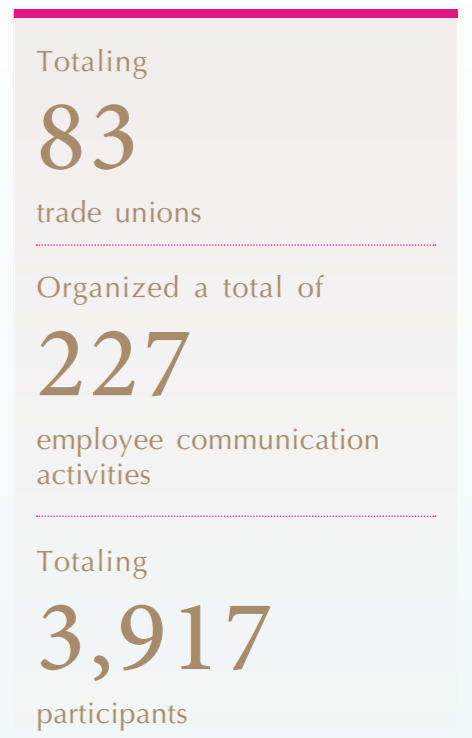 Totaling
83
trade unions
Organized a total of
227
employee communication
activities
Totaling
3,917
participants